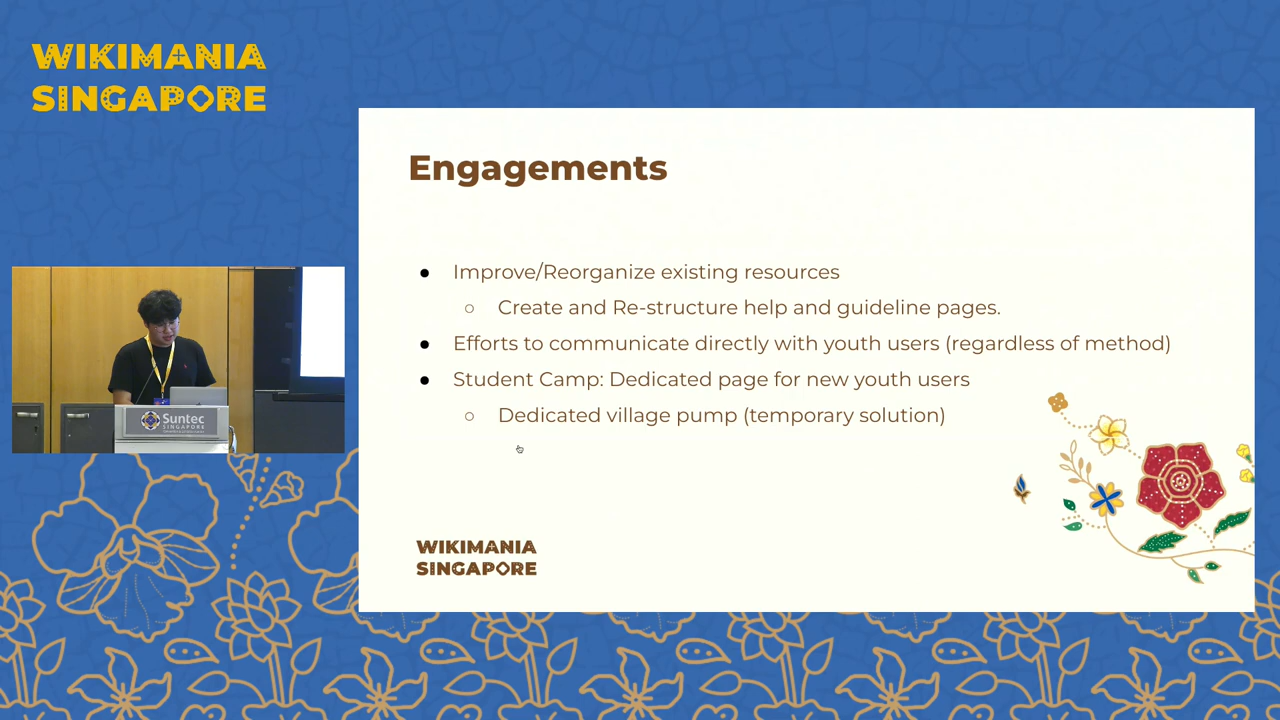 WIKIMANIA
SINGAPORE
Engagements
● Improve/Reorganize existing resources
○ Create and Re-structure help and guideline pages.
● Efforts to communicate directly with youth users (regardless of method)
● Student Camp: Dedicated page for new youth users
○ Dedicated village pump (temporary solution)
Suntec
SINGAPORE
WIKIMANIA
SINGAPORE